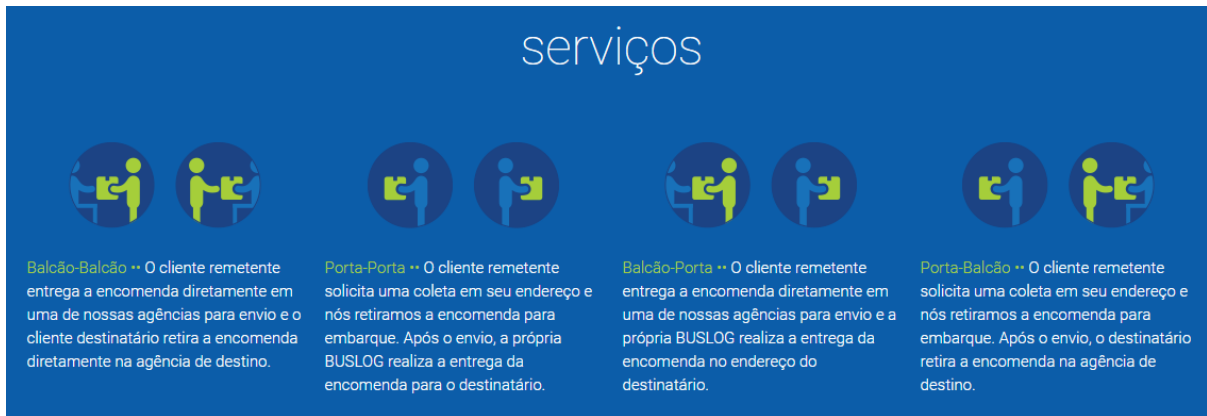 serviços
Balcão-Balcão •• O cliente remetente
entrega a encomenda diretamente em
uma de nossas agências para envio e o
cliente destinatário retira a encomenda
diretamente na agência de destino.
Porta-Porta •• O cliente remetente
solicita uma coleta em seu endereço e
nós retiramos a encomenda para
embarque. Após o envio, a própria
BUSLOG realiza a entrega da
encomenda para o destinatário.
Balcão-Porta •• O cliente remetente
entrega a encomenda diretamente em
uma de nossas agências para envio e a
própria BUSLOG realiza a entrega da
encomenda no endereço do
destinatário.
Porta-Balcão •• O cliente remetente
solicita uma coleta em seu endereço e
nós retiramos a encomenda para
embarque. Após o envio, o destinatário
retira a encomenda na agência de
destino.